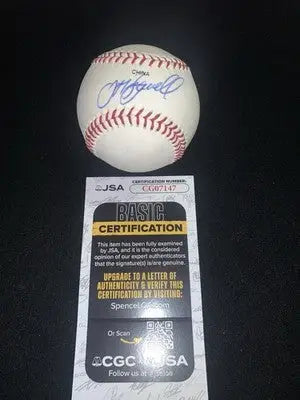 CHINA
JSA
CERTIFICATION NUMBER:
CG07147
BASIC
CERTIFICATION
This item has been fully examined
by JSA, and it is the considered
opinion of our expert authenticators
that the signature(s) is/are genuine.
UPGRADE TO A LETTER OF
AUTHENTICITY & VERIFY THIS
CERTIFICATION BY VISITING:
Or Scan
CGC JSA
Follow us at